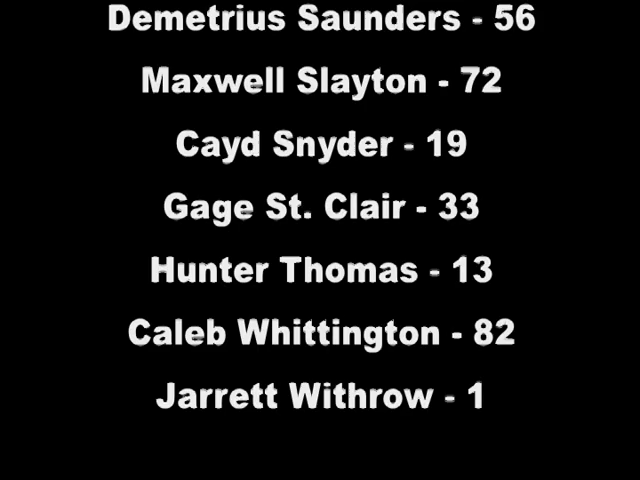 Demetrius Saunders - 56
Maxwell Slayton - 72
Cayd Snyder - 19
Gage St. Clair - 33
Hunter Thomas - 13
Caleb Whittington - 82
Jarrett Withrow - 1